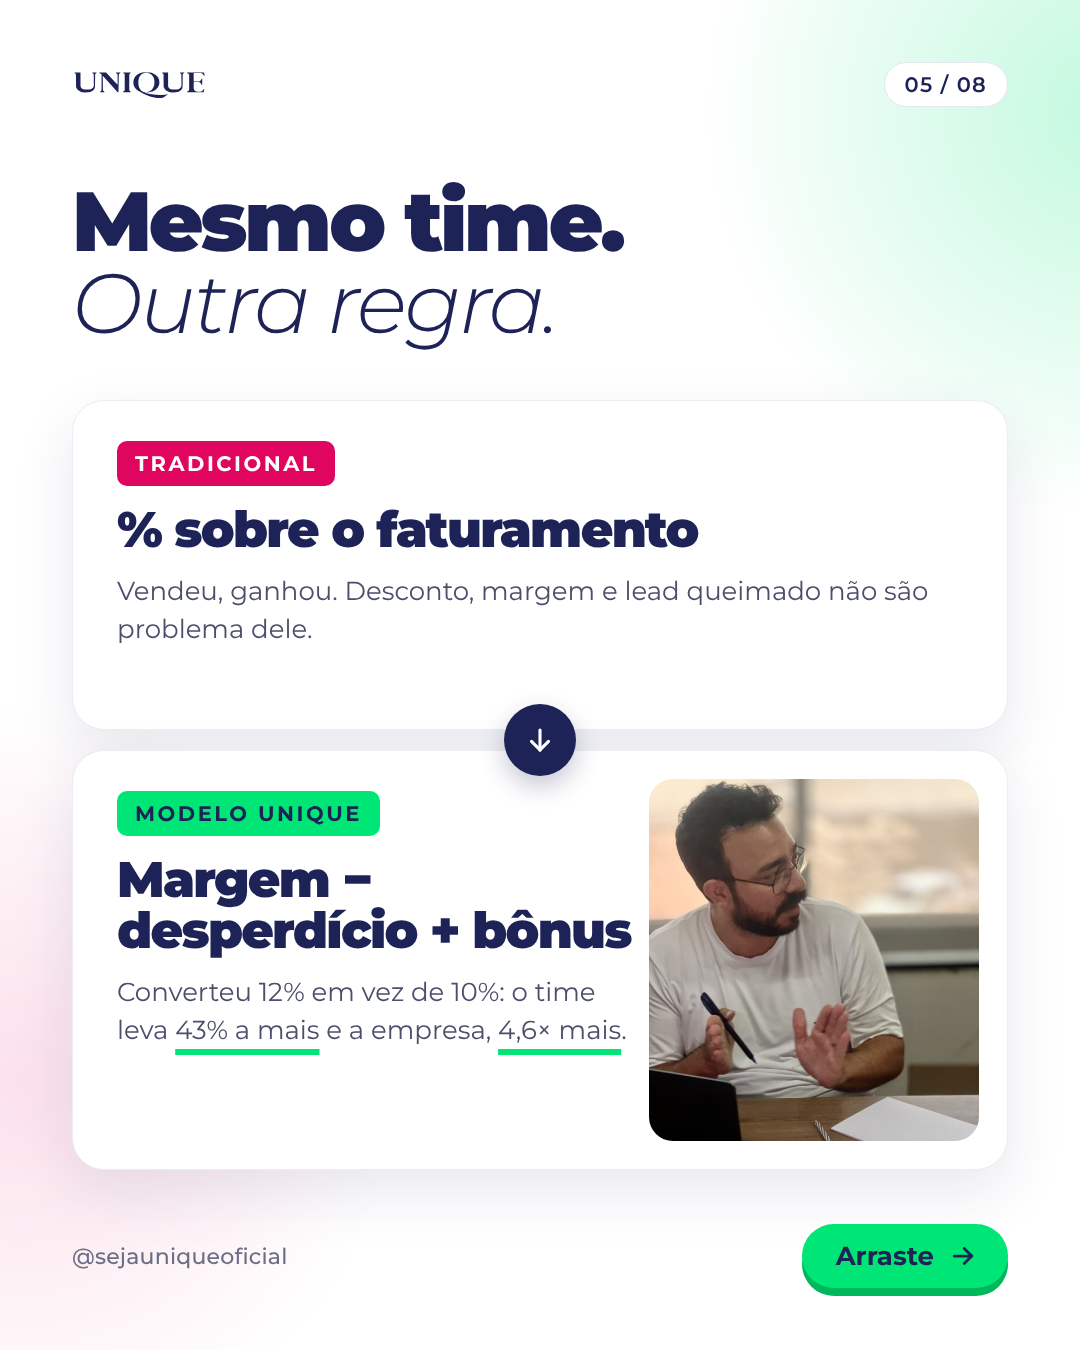 UNIQUE
05 / 08
Mesmo time.
Outra regra.
TRADICIONAL
% sobre o faturamento
Vendeu, ganhou. Desconto, margem e lead queimado não são
problema dele.
MODELO UNIQUE
Margem −
desperdício + bônus
Converteu 12% em vez de 10%: o time
leva 43% a mais e a empresa, 4,6× mais.
@sejauniqueoficial
Arraste →